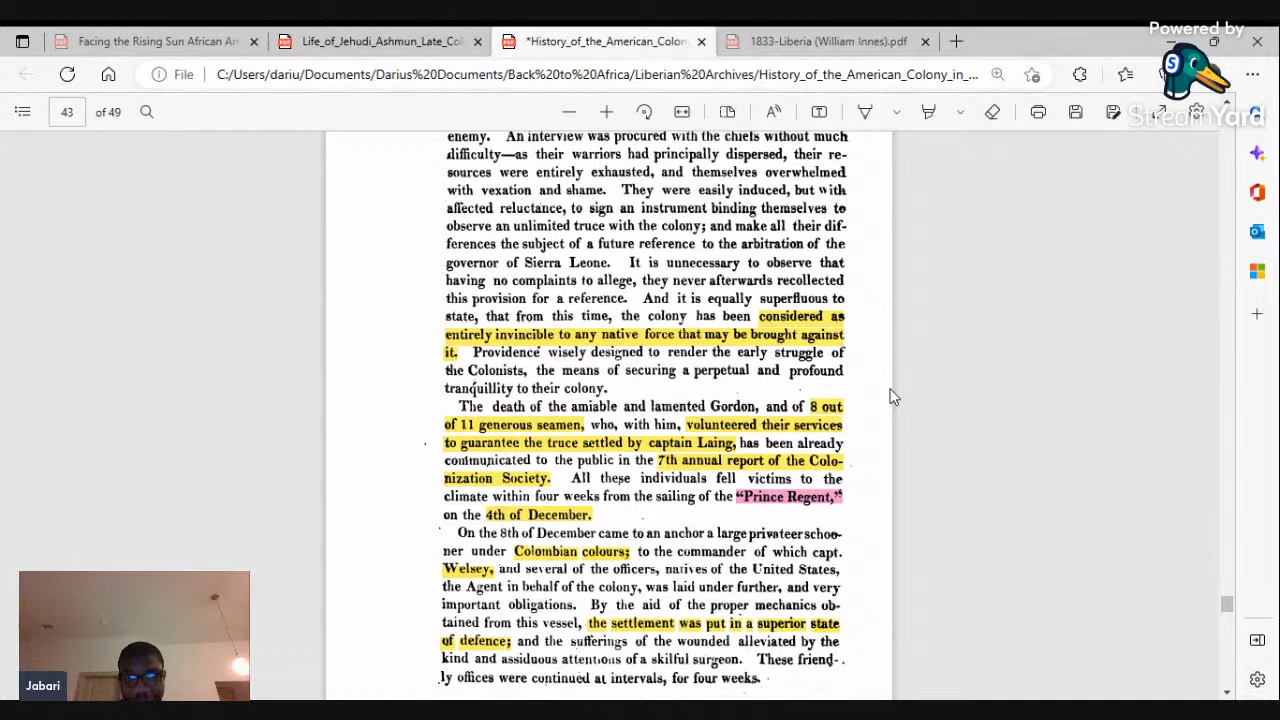 Powered by
StreamYard
Facing the Rising Sun African Ar
Life_of_Jehudi_Ashmun_Late_Co
*History_of_the_American_Colon
1833-Liberia (William Innes).pdf
File
C:/Users/dariu/Documents/Darius%20Documents/Back%20to%20Africa/Liberian%20Archives/History_of_the_American_Colony_in_...
43 of 49
enemy. An interview was procured with the chiefs without much
difficulty—as their warriors had principally dispersed, their re-
sources were entirely exhausted, and themselves overwhelmed
with vexation and shame. They were easily induced, but with
affected reluctance, to sign an instrument binding themselves to
observe an unlimited truce with the colony; and make all their dif-
ferences the subject of a future reference to the arbitration of the
governor of Sierra Leone. It is unnecessary to observe that
having no complaints to allege, they never afterwards recollected
this provision for a reference. And it is equally superfluous to
state, that from this time, the colony has been considered as
entirely invincible to any native force that may be brought against
it. Providence wisely designed to render the early struggle of
the Colonists, the means of securing a perpetual and profound
tranquillity to their colony.
The death of the amiable and lamented Gordon, and of 8 out
of 11 generous seamen, who, with him, volunteered their services
to guarantee the truce settled by captain Laing, has been already
communicated to the public in the 7th annual report of the Colo-
nization Society. All these individuals fell victims to the
climate within four weeks from the sailing of the "Prince Regent,"
on the 4th of December.
On the 8th of December came to an anchor a large privateer schoo-
ner under Colombian colours; to the commander of which capt.
Welsey, and several of the officers, natives of the United States,
the Agent in behalf of the colony, was laid under further, and very
important obligations. By the aid of the proper mechanics ob-
tained from this vessel, the settlement was put in a superior state
of defence; and the sufferings of the wounded alleviated by the
kind and assiduous attentions of a skilful surgeon. These friend-
ly offices were continued at intervals, for four weeks.
Jabari